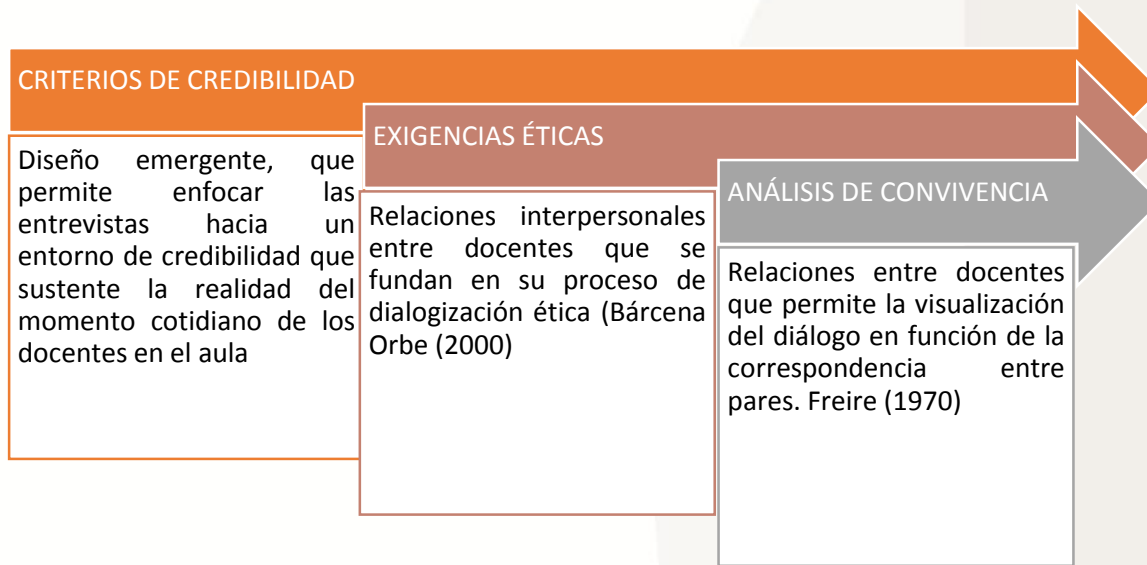 CRITERIOS DE CREDIBILIDAD
Diseño emergente, que
permite enfocar las
entrevistas hacia un
entorno de credibilidad que
sustente la realidad del
momento cotidiano de los
docentes en el aula
EXIGENCIAS ÉTICAS
Relaciones interpersonales
entre docentes que se
fundan en su proceso de
dialogización ética (Bárcena
Orbe (2000)
ANÁLISIS DE CONVIVENCIA
Relaciones entre docentes
que permite la visualización
del diálogo en función de la
correspondencia entre
pares. Freire (1970)